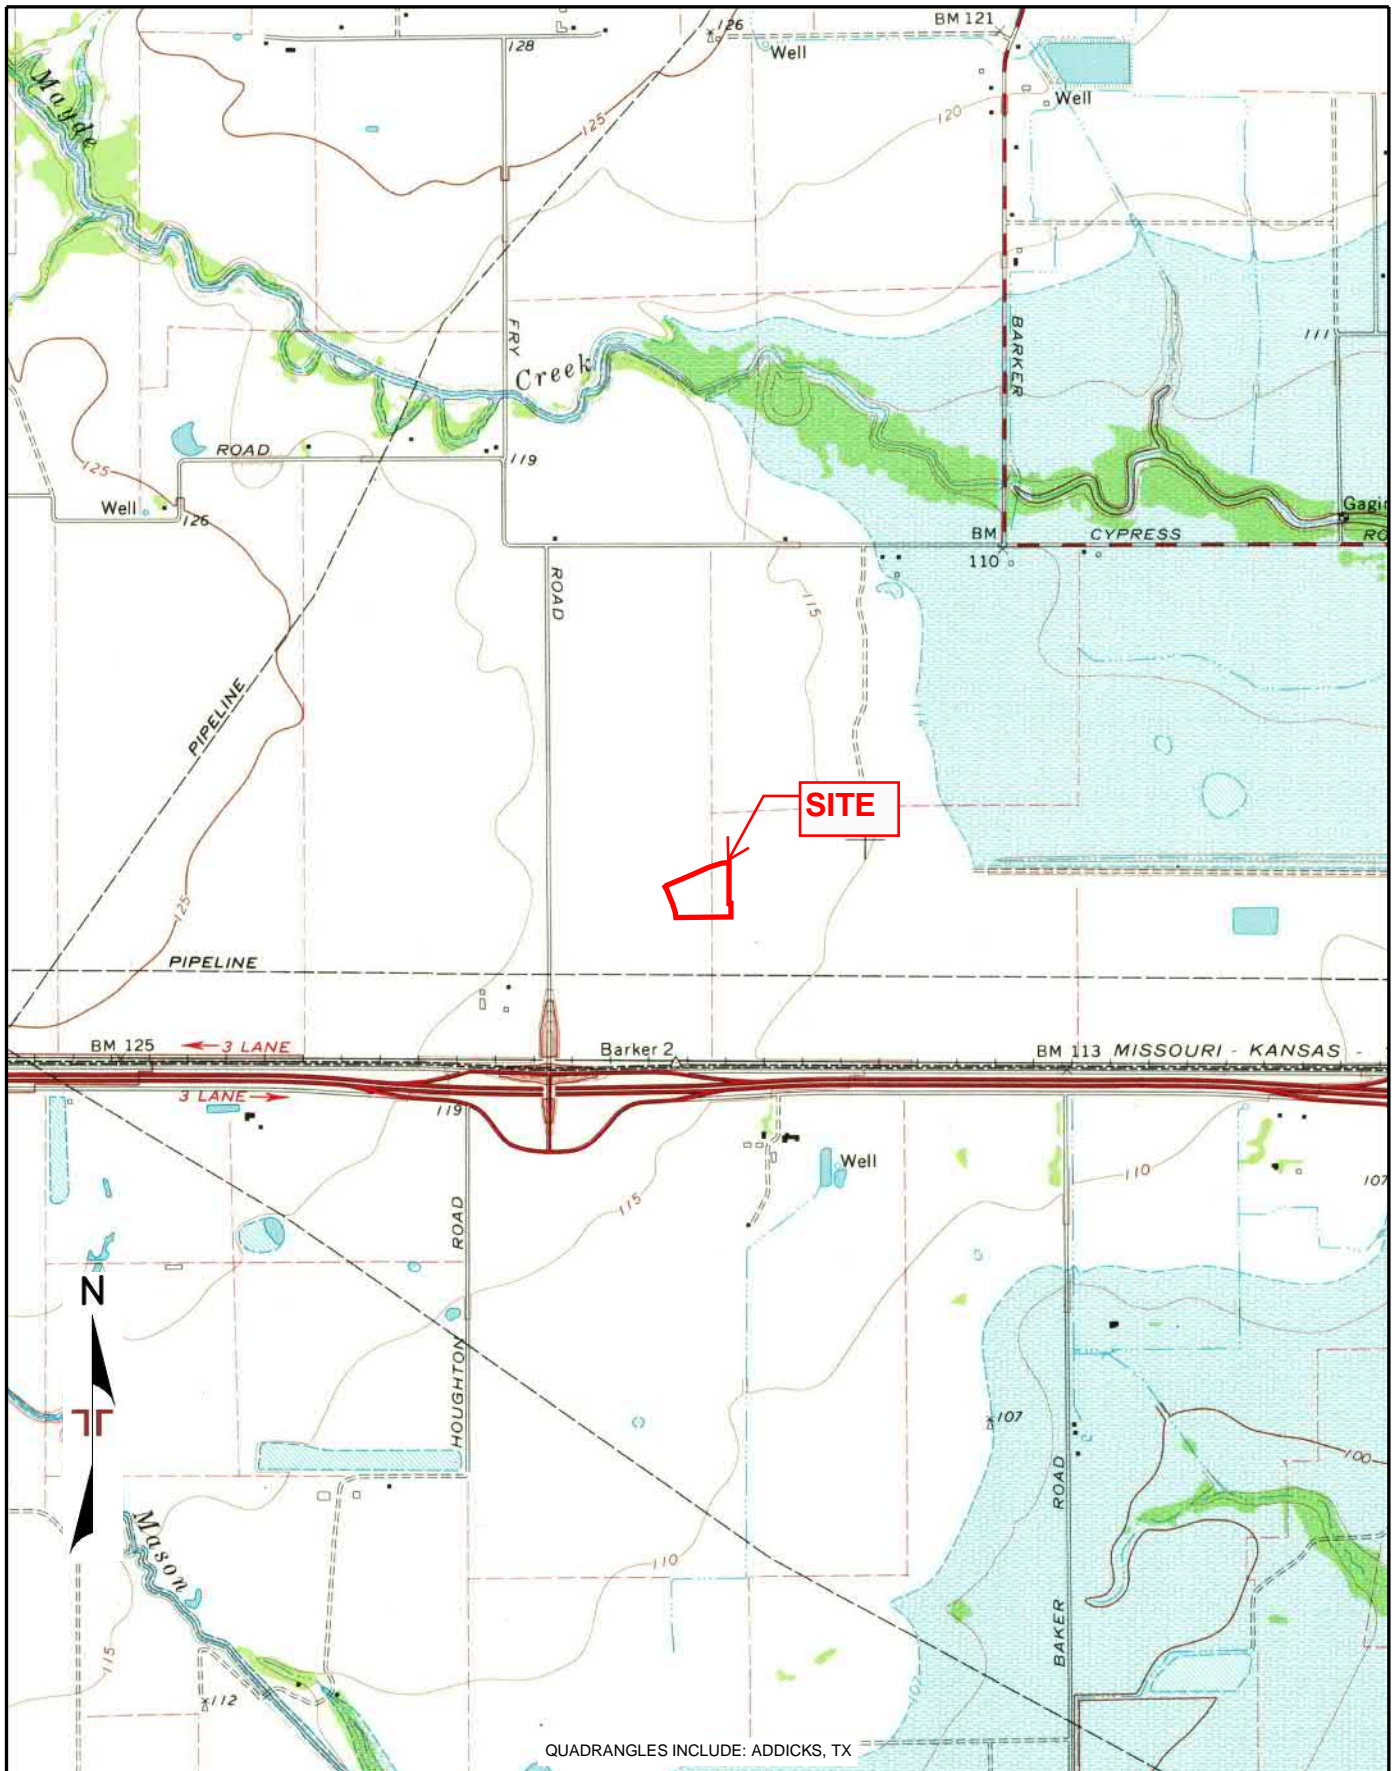 BM 121
126
128
Well
Well
Mayde
125
120
FRY
BARKER
111
Creek
ROAD
125
119
Well
126
BM
110
CYPRESS
ROAD
115
PIPELINE
SITE
125
PIPELINE
BM 125
3 LANE
Barker 2
BM 113 MISSOURI - KANSAS -
3 LANE
119
Well
110
107
ROAD
115
N
HOUGHTON
107
100
ROAD
Mason
110
BAKER
115
112
QUADRANGLES INCLUDE: ADDICKS, TX